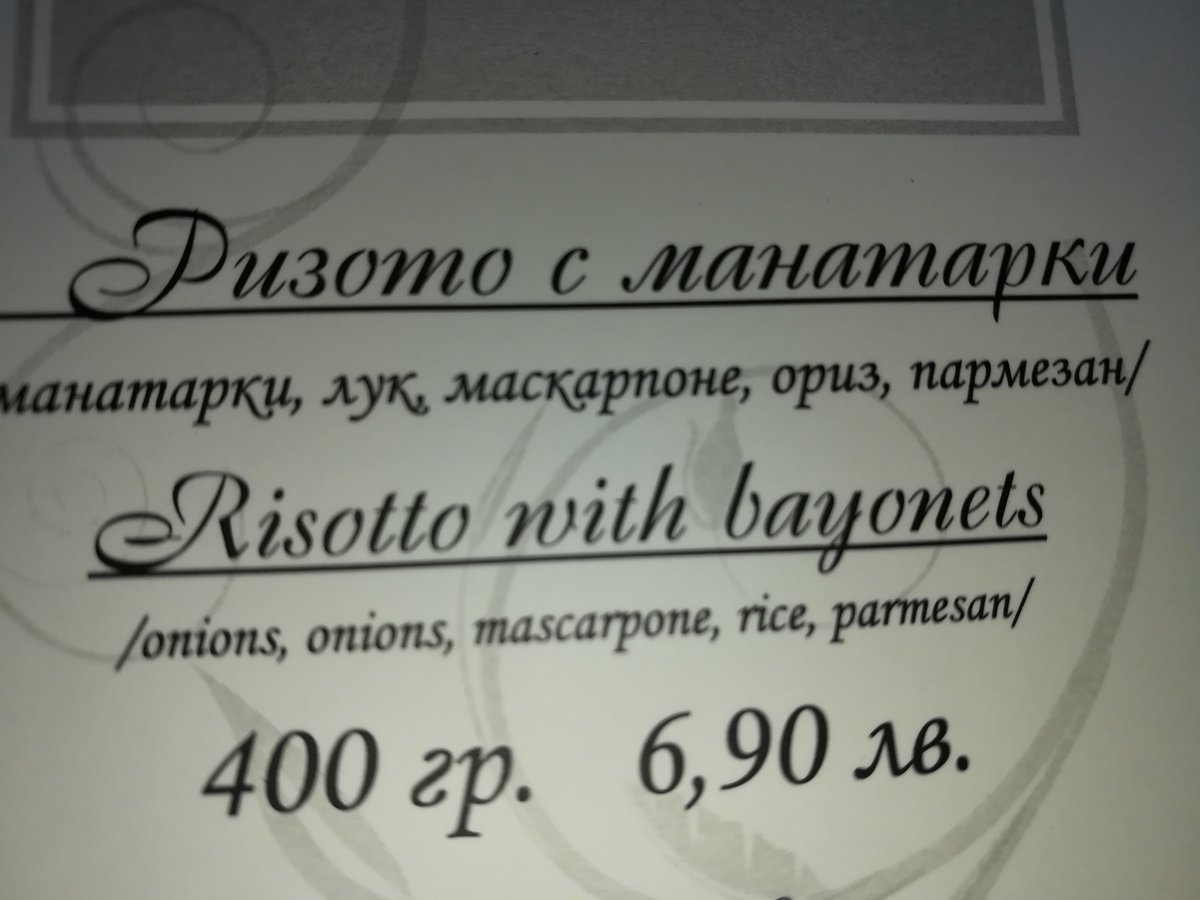 Ризото с манатарки
манатарки, лук, маскарпоне, ориз, пармезан/
Risotto with bayonets
/onions, onions, mascarpone, rice, parmesan/
400 гр. 6,90 лв.